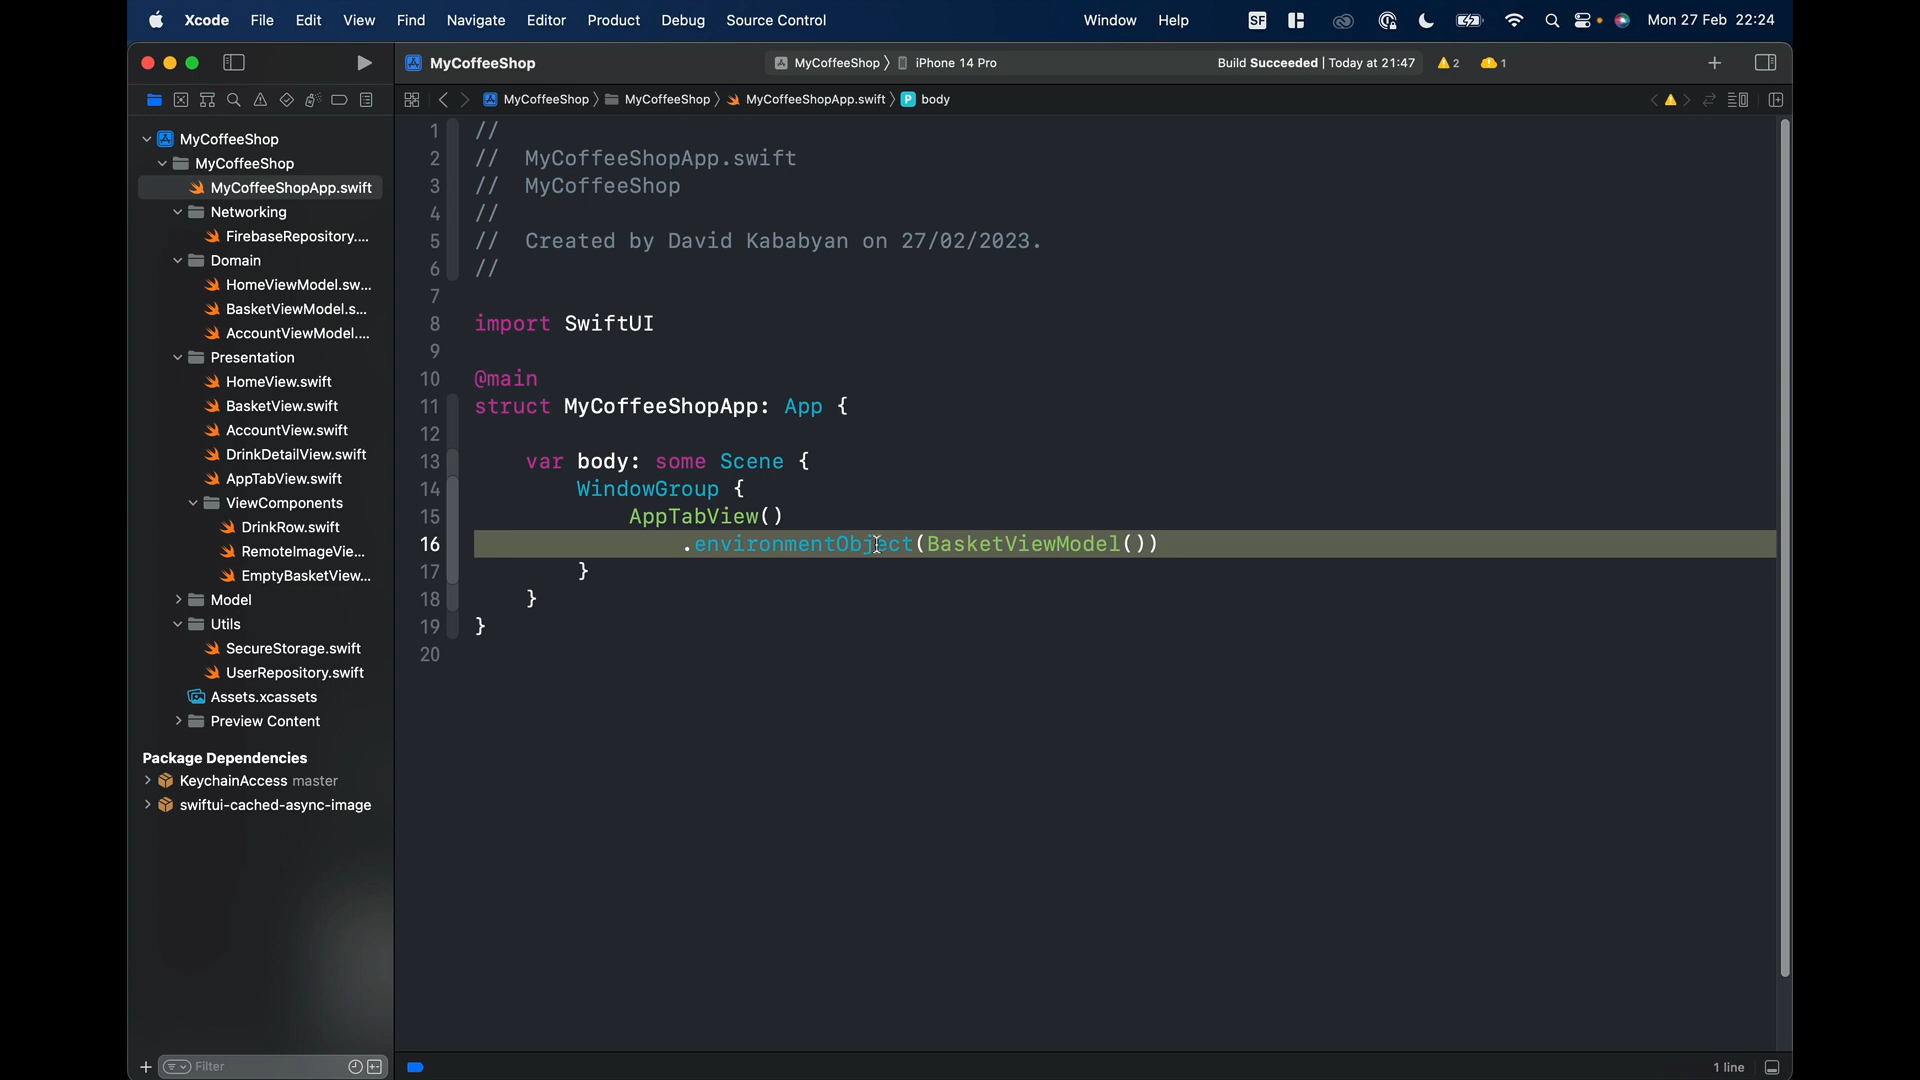 Xcode File Edit View Find Navigate Editor Product Debug Source Control Window Help SF Mon 27 Feb 22:24
MyCoffeeShop MyCoffeeShop iPhone 14 Pro Build Succeeded | Today at 21:47 2 1
MyCoffeeShop MyCoffeeShop MyCoffeeShopApp.swift P body
MyCoffeeShop
MyCoffeeShop
MyCoffeeShopApp.swift
Networking
FirebaseRepository....
Domain
HomeViewModel.sw...
BasketViewModel.s...
AccountViewModel....
Presentation
HomeView.swift
BasketView.swift
AccountView.swift
DrinkDetailView.swift
AppTabView.swift
ViewComponents
DrinkRow.swift
RemoteImageVie...
EmptyBasketView...
Model
Utils
SecureStorage.swift
UserRepository.swift
Assets.xcassets
Preview Content
Package Dependencies
KeychainAccess master
swiftui-cached-async-image
Filter
1 //
2 // MyCoffeeShopApp.swift
3 // MyCoffeeShop
4 //
5 // Created by David Kababyan on 27/02/2023.
6 //
7
8 import SwiftUI
9
10 @main
11 struct MyCoffeeShopApp: App {
12
13 var body: some Scene {
14 WindowGroup {
15 AppTabView()
16 .environmentObject(BasketViewModel())
17 }
18 }
19 }
20
1 line